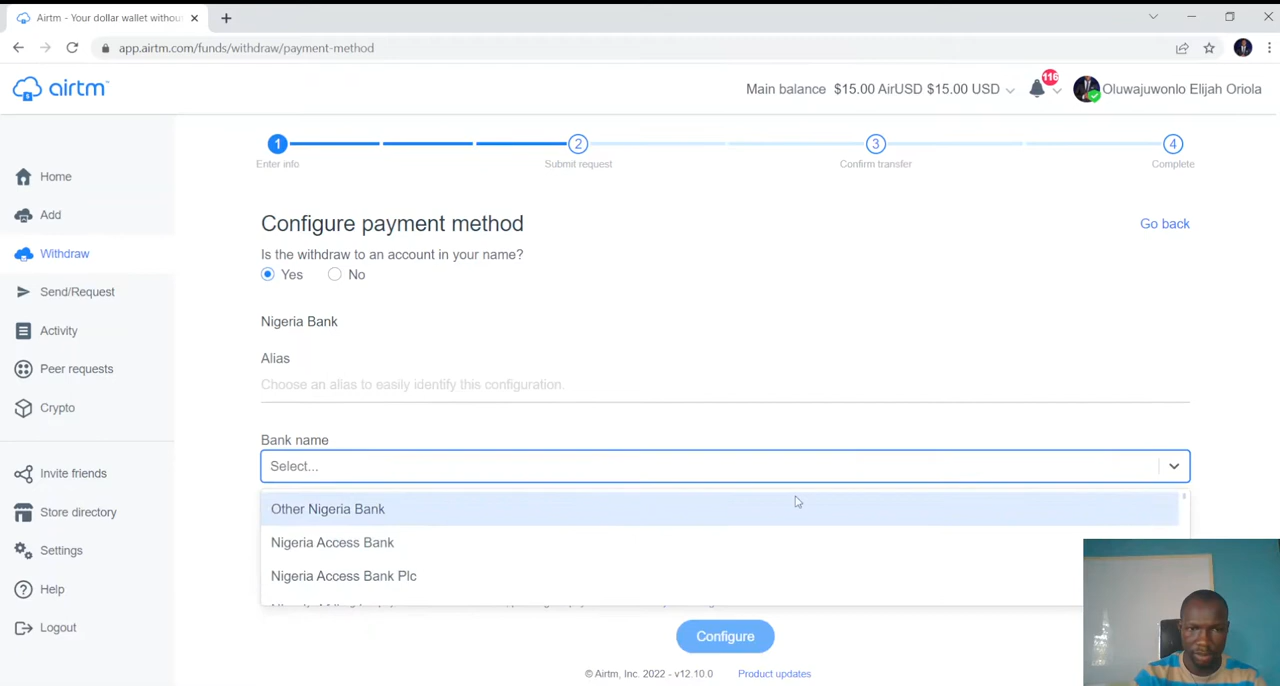 Airtm - Your dollar wallet withou
app.airtm.com/funds/withdraw/payment-method
airtm™
Main balance $15.00 AirUSD $15.00 USD
116
Oluwajuwonlo Elijah Oriola
1
2
3
4
Enter info
Submit request
Confirm transfer
Complete
Home
Add
Withdraw
Send/Request
Activity
Peer requests
Crypto
Invite friends
Store directory
Settings
Help
Logout
Configure payment method
Go back
Is the withdraw to an account in your name?
Yes
No
Nigeria Bank
Alias
Choose an alias to easily identify this configuration.
Bank name
Select...
Other Nigeria Bank
Nigeria Access Bank
Nigeria Access Bank Plc
Configure
© Airtm, Inc. 2022 - v12.10.0
Product updates